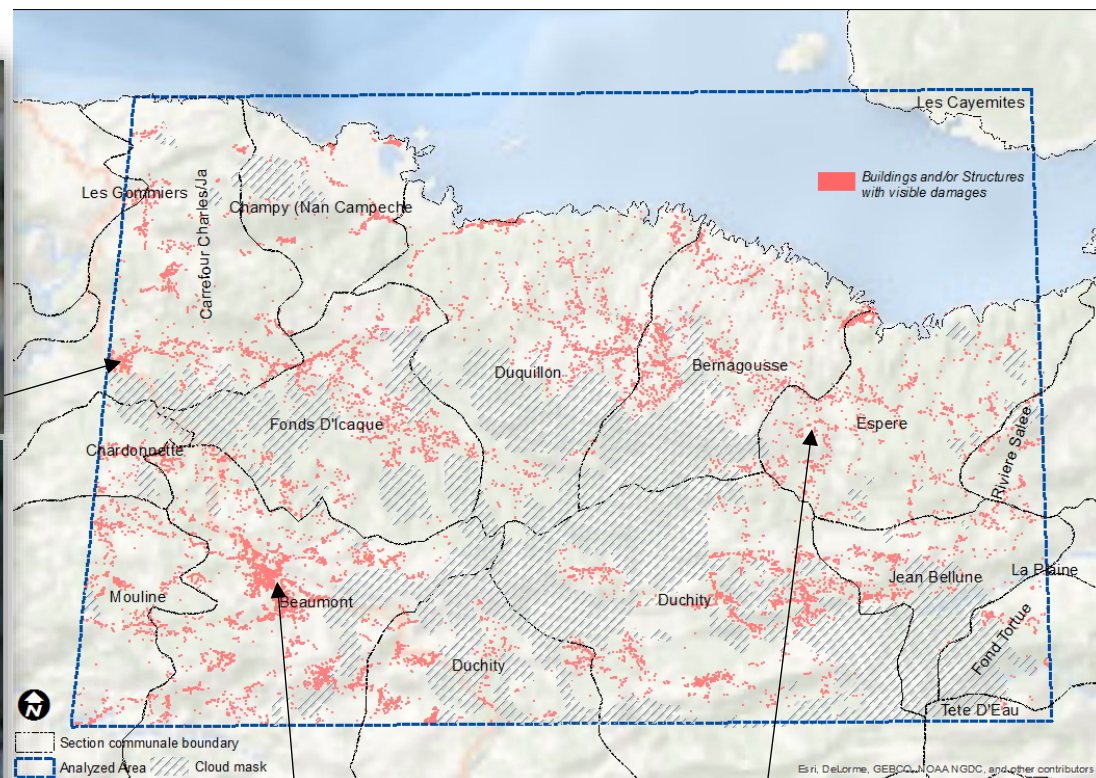 Les Cayemites
Buildings and/or Structures
with visible damages
Les Gommiers
Carrefour Charles/Ja
Champy (Nan Campeche
Duquillon
Bernagousse
Fonds D'Icaque
Espere
Chardonnette
Riviere Salee
Mouline
Beaumont
Duchity
Jean Bellune
La Plaine
Duchity
Fond Tortue
Tete D'Eau
N
Section communale boundary
Analyzed Area
Cloud mask
Esri, DeLorme, GEBCO, NOAA NGDC, and other contributors